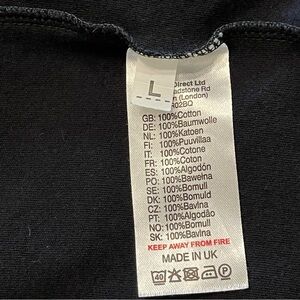 L
Direct Ltd
adstone Rd
(London)
02BQ
GB: 100%Cotton
DE: 100%Baumwolle
NL: 100%Katoen
FI: 100%Puuvillaa
IT: 100%Cotone
FR: 100%Coton
ES: 100%Algodón
PO: 100%Bawełna
SE: 100%Bomull
DK: 100%Bomuld
CZ: 100%Bavlna
PT: 100%Algodão
NO: 100%Bomull
SK: 100%Bavlna
KEEP AWAY FROM FIRE
MADE IN UK
40 P